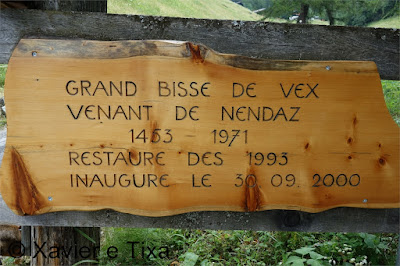 GRAND BISSE DE VEX
VENANT DE NENDAZ
1453 - 1971
RESTAURE DES 1993
INAUGURE LE 30.09.2000
© Xavier e Tixa